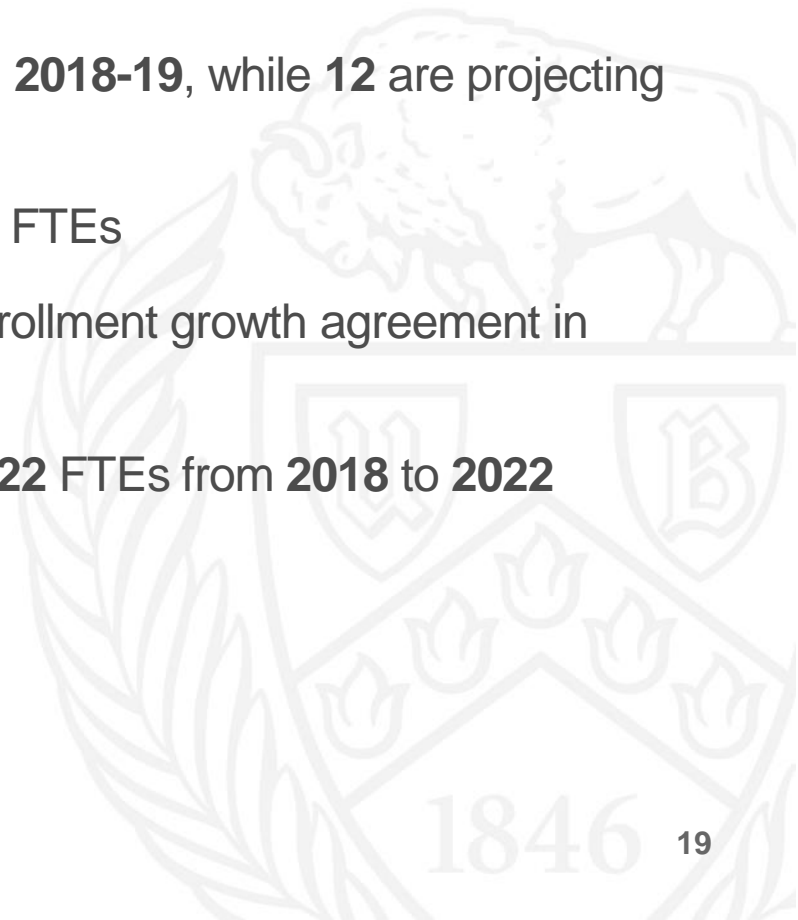 2018-19, while 12 are projecting
FTEs
rollment growth agreement in
22 FTEs from 2018 to 2022
U B
1846
19